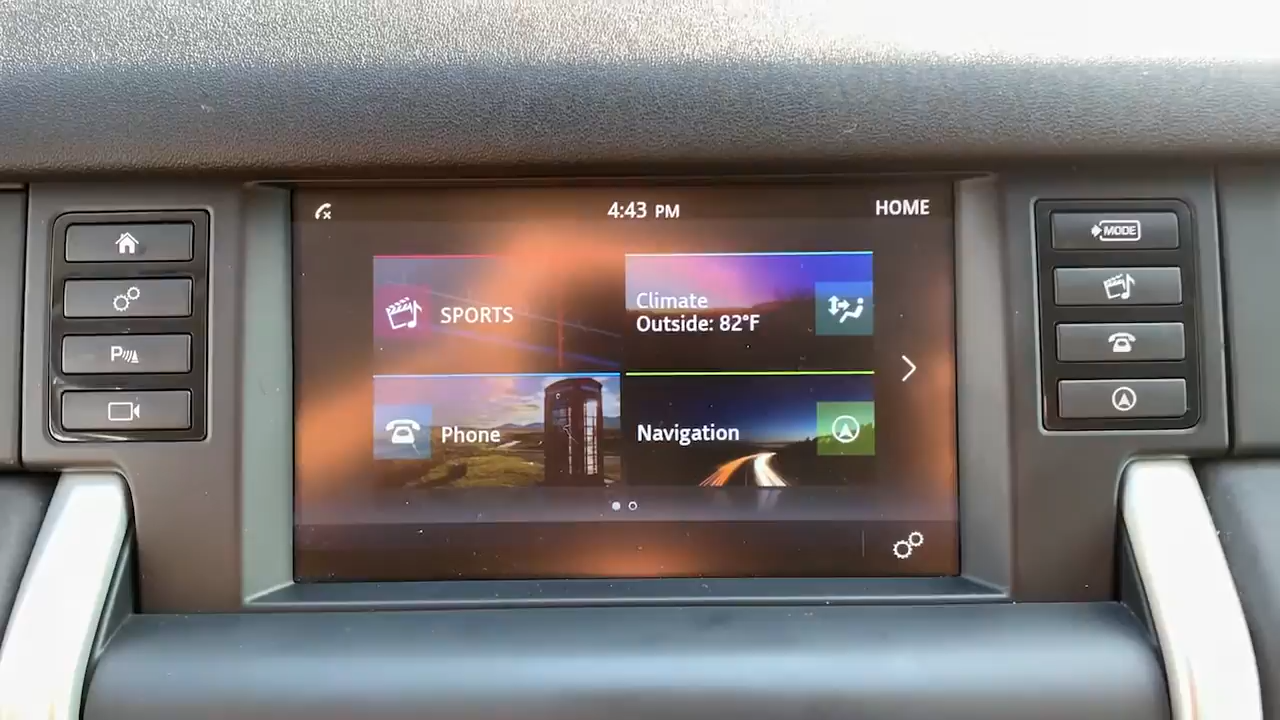 4:43 PM
HOME
SPORTS
Climate
Outside: 82°F
Phone
Navigation
P
MODE